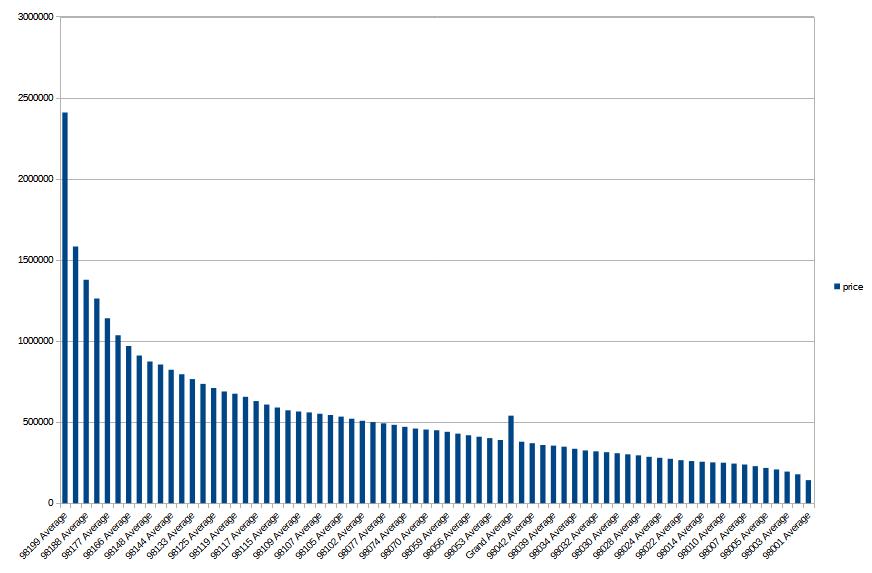 3000000
2500000
2000000
1500000
1000000
500000
0
price
98199 Average
98188 Average
98177 Average
98166 Average
98148 Average
98144 Average
98133 Average
98125 Average
98119 Average
98117 Average
98115 Average
98109 Average
98107 Average
98105 Average
98102 Average
98077 Average
98074 Average
98070 Average
98059 Average
98056 Average
98053 Average
Grand Average
98042 Average
98039 Average
98034 Average
98032 Average
98030 Average
98028 Average
98024 Average
98022 Average
98014 Average
98010 Average
98007 Average
98005 Average
98003 Average
98001 Average